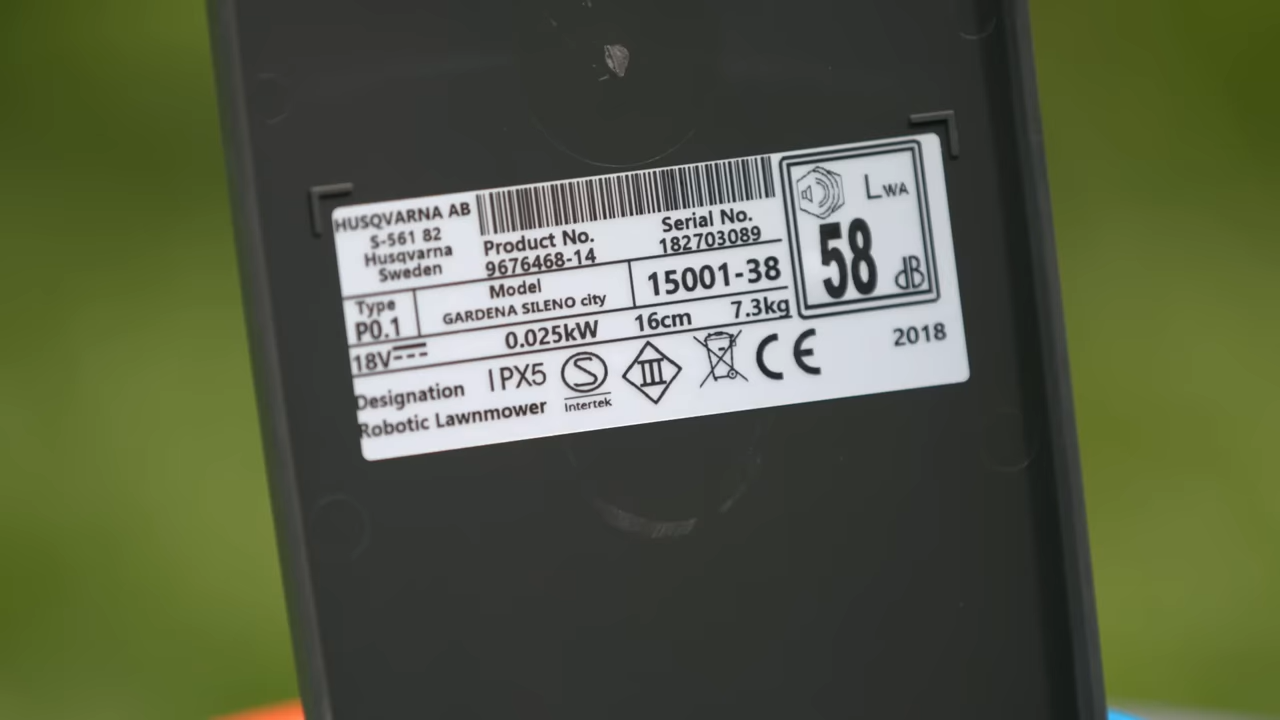 HUSQVARNA AB
S-561 82
Husqvarna
Sweden
Product No.
9676468-14
Serial No.
182703089
LWA
58
dB
Type
P0.1
Model
GARDENA SILENO city
15001-38
18V
0.025kW
16cm
7.3kg
Designation
Robotic Lawnmower
IPX5
S
Intertek
III
CE
2018